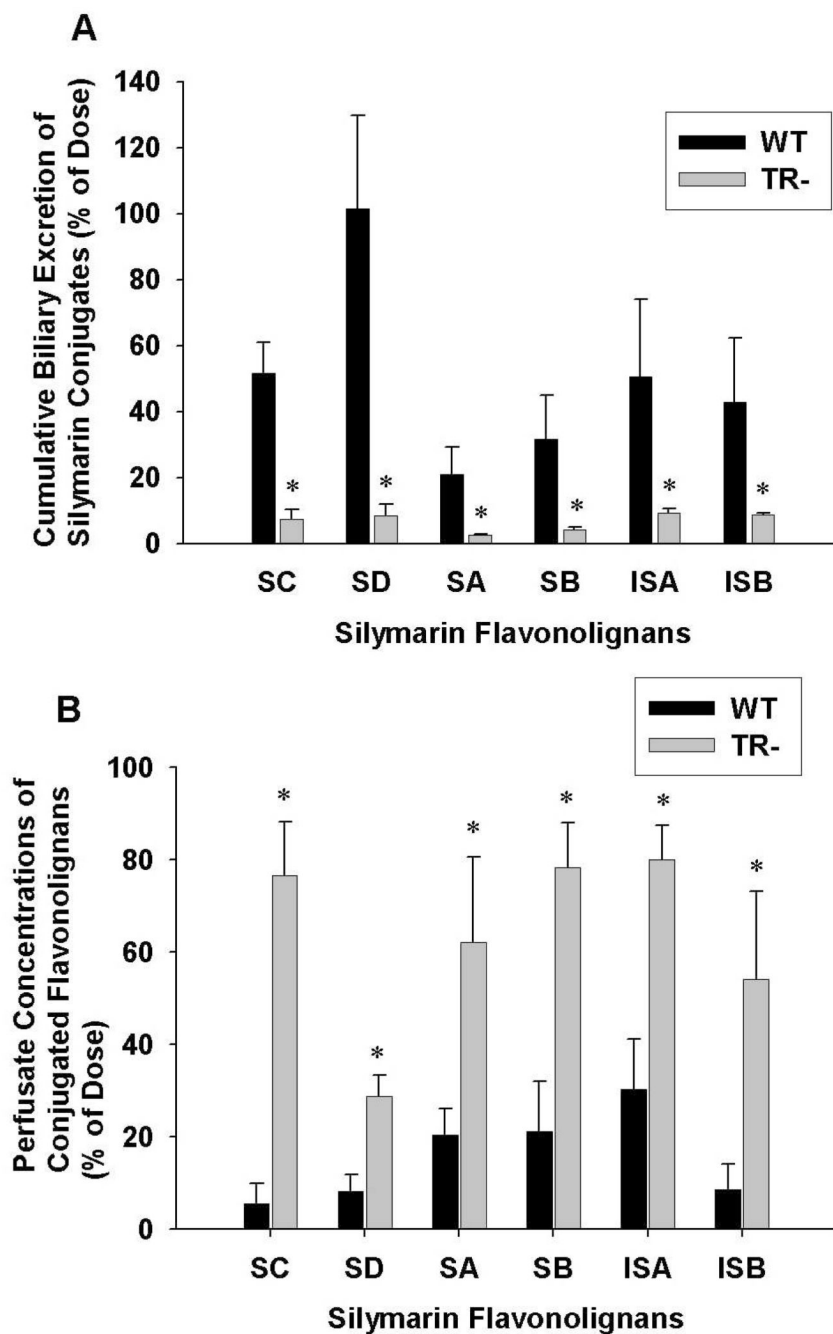 A
Cumulative Biliary Excretion of
Silymarin Conjugates (% of Dose)
140
120
100
80
60
40
20
0
WT
TR-
* * * * * *
SC SD SA SB ISA ISB
Silymarin Flavonolignans
B
Perfusate Concentrations of
Conjugated Flavonolignans
(% of Dose)
100
80
60
40
20
0
WT
TR-
* * * * * *
SC SD SA SB ISA ISB
Silymarin Flavonolignans